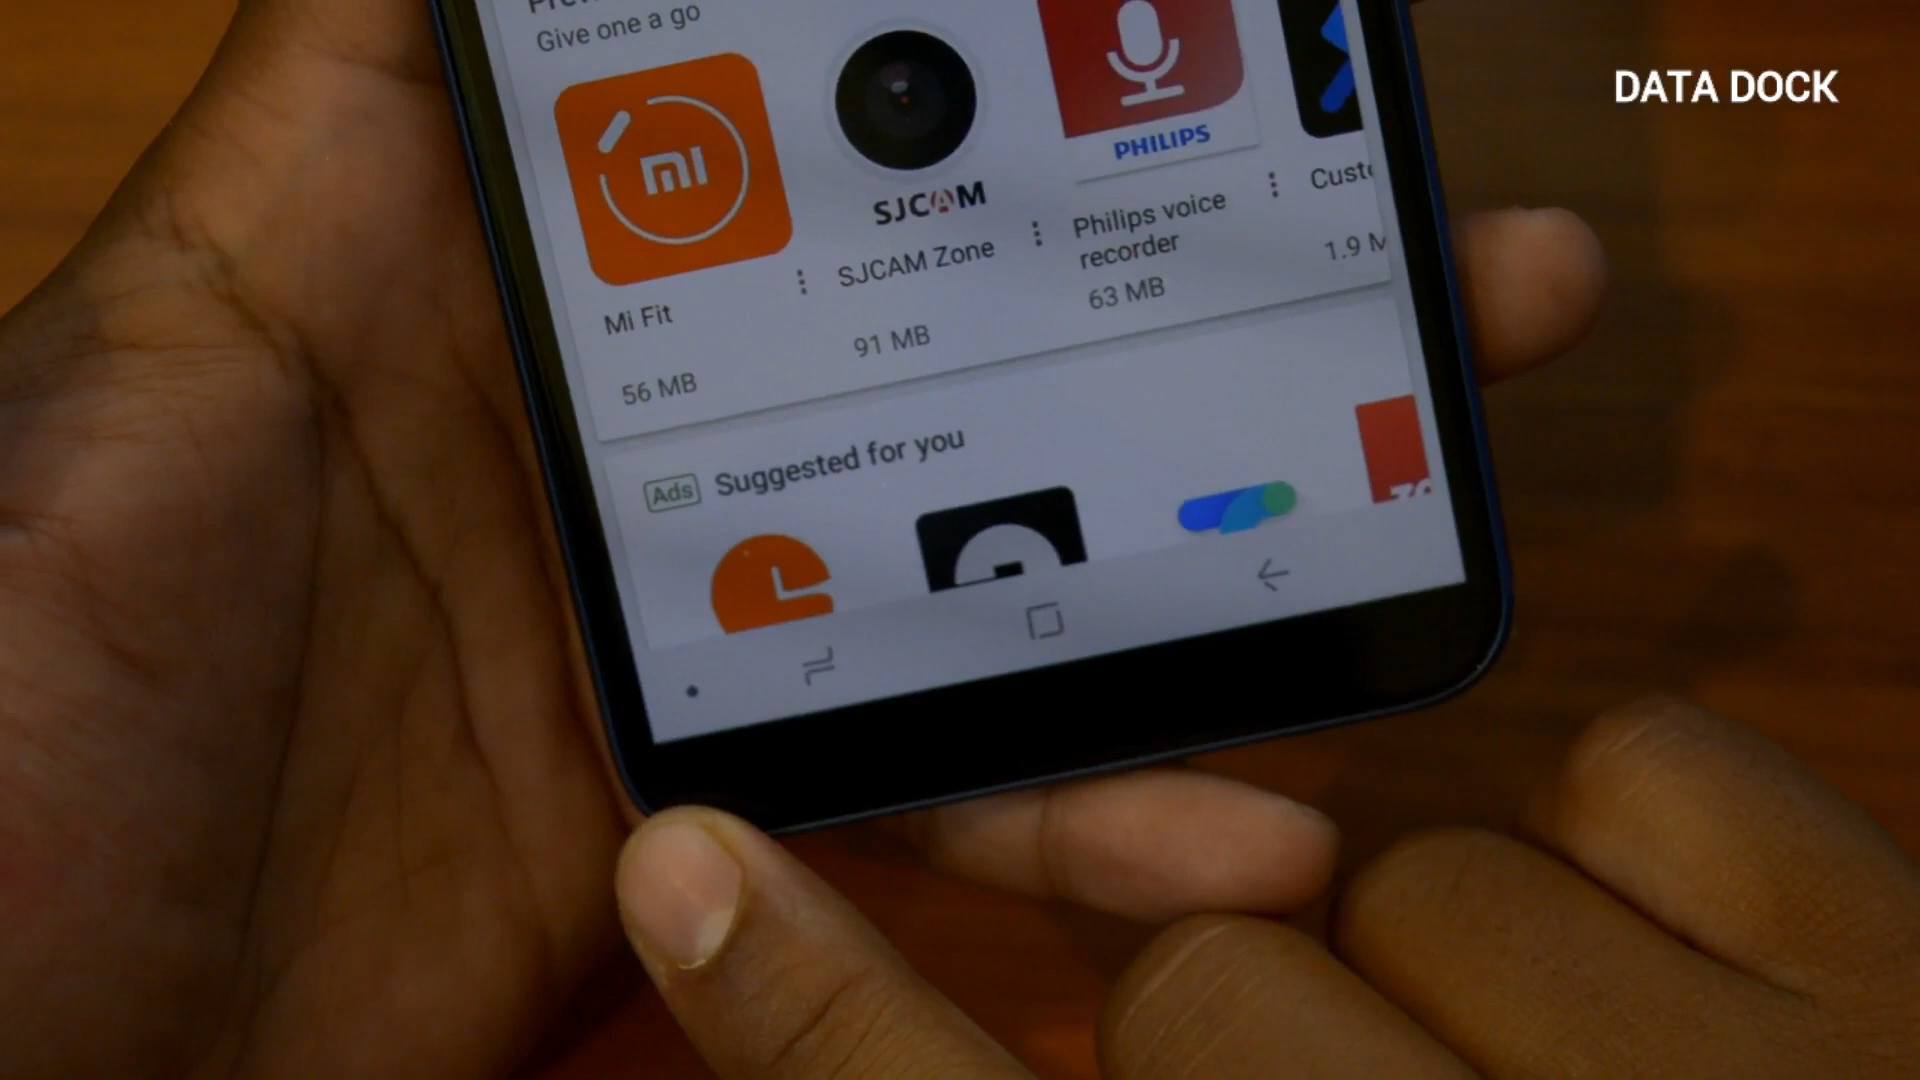 Give one a go
DATA DOCK
mi
SJCAM
PHILIPS
Mi Fit
56 MB
SJCAM Zone
91 MB
Philips voice
recorder
63 MB
1.9 M
Ads Suggested for you